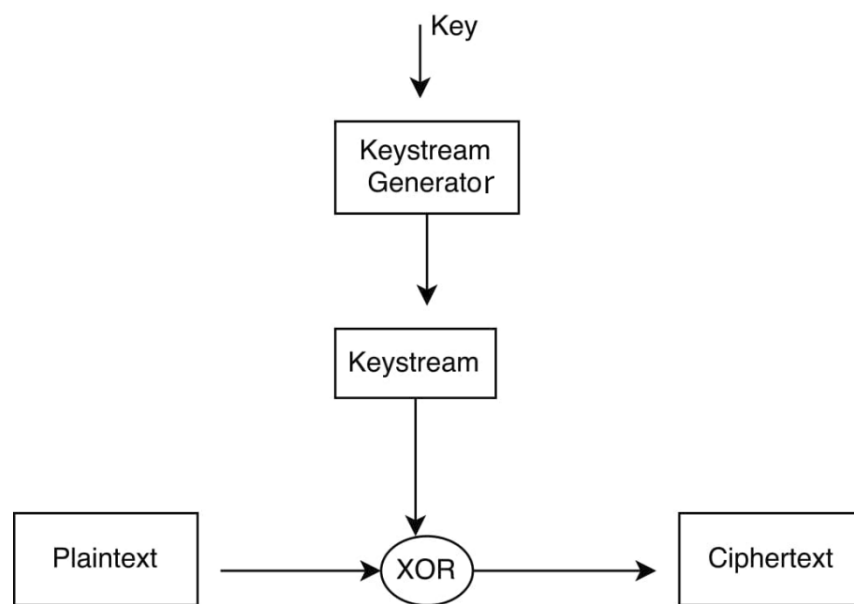 Key
Keystream
Generator
Keystream
Plaintext
XOR
Ciphertext